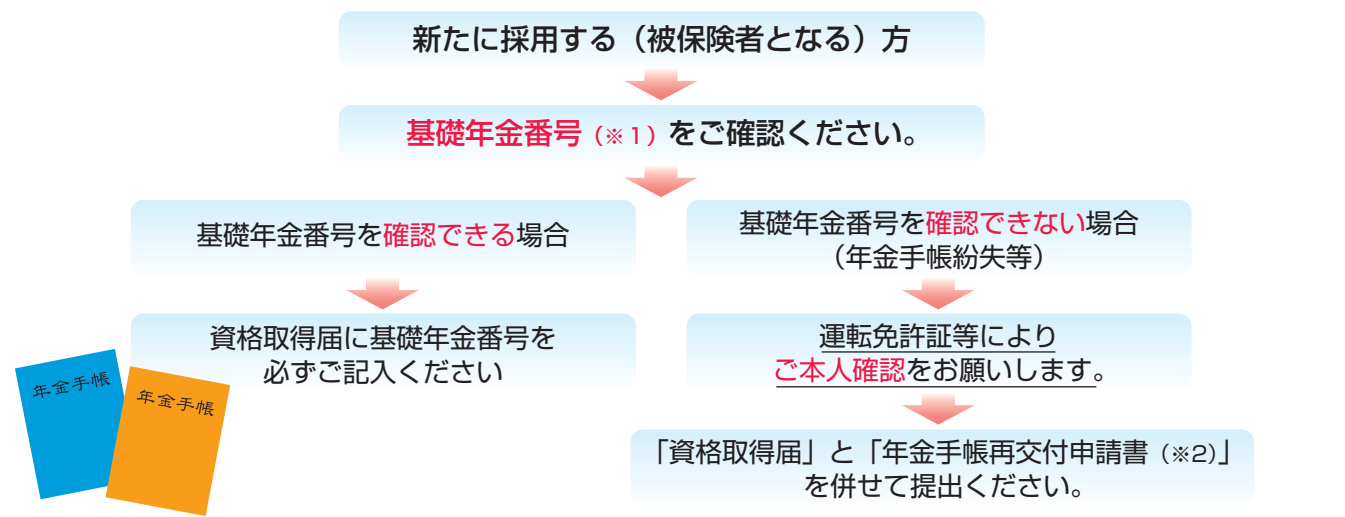 新たに採用する（被保険者となる）方
基礎年金番号（※１）をご確認ください。
基礎年金番号を確認できる場合
資格取得届に基礎年金番号を
必ずご記入ください
基礎年金番号を確認できない場合
（年金手帳紛失等）
運転免許証等により
ご本人確認をお願いします。
「資格取得届」と「年金手帳再交付申請書（※2）」
を併せて提出ください。
年金手帳
年金手帳